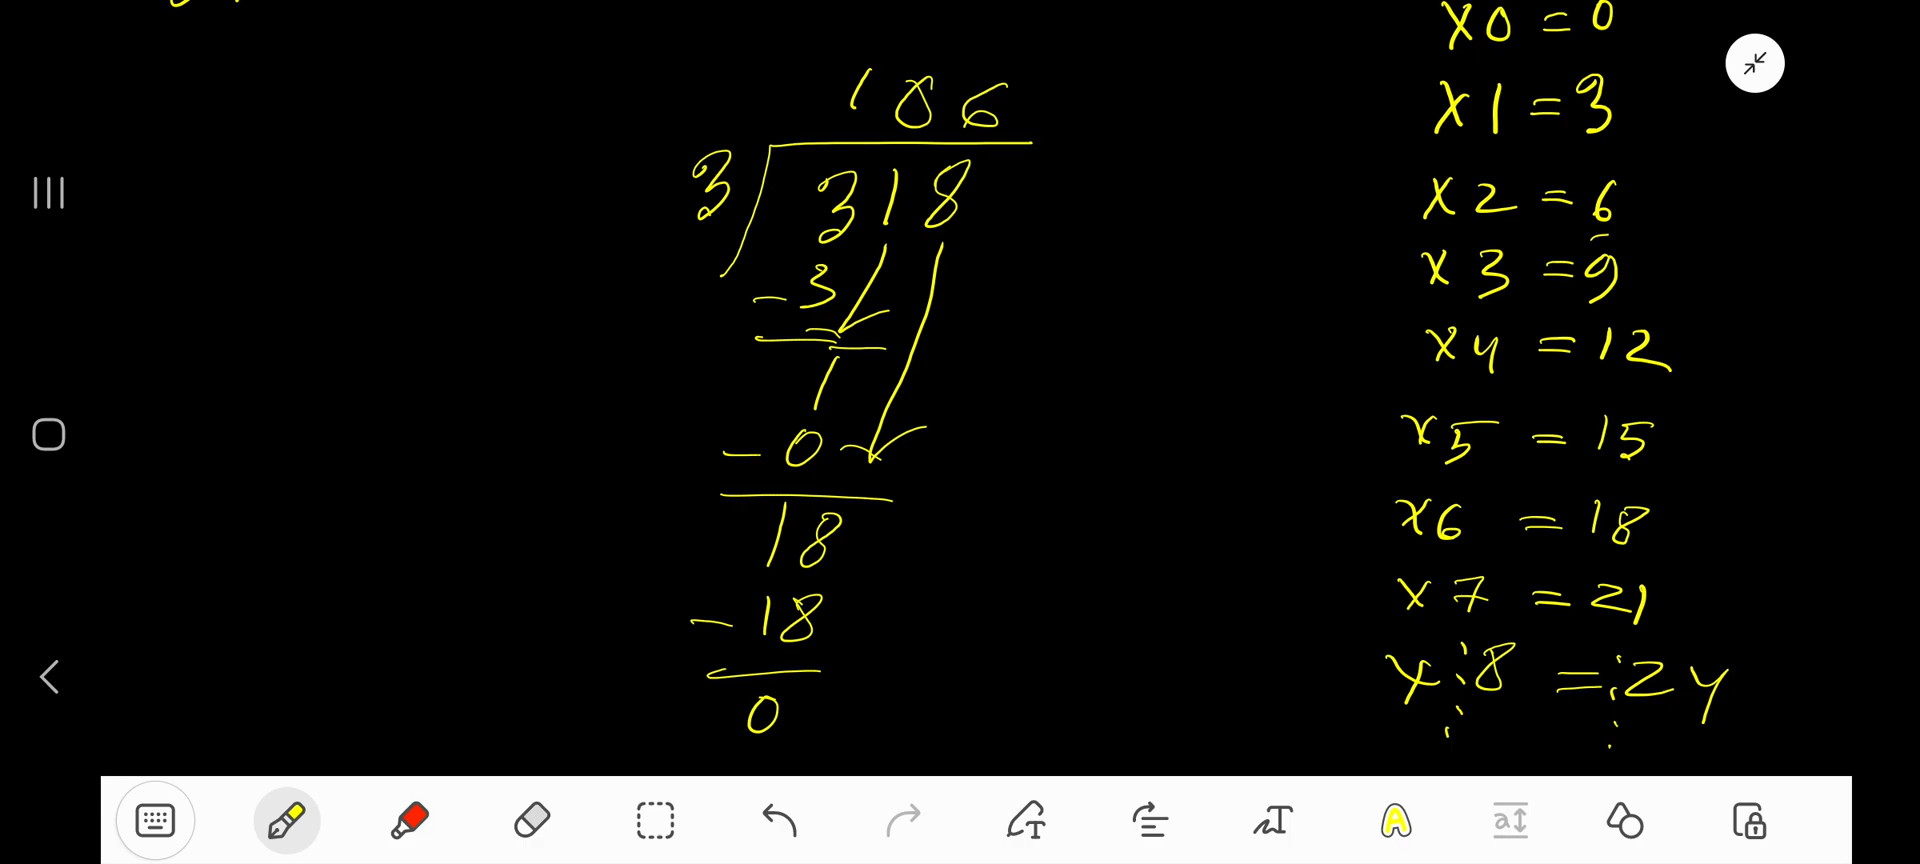 106
3 318
- 3
1
- 0
18
- 18
0
x0 = 0
x1 = 3
x2 = 6
x3 = 9
x4 = 12
x5 = 15
x6 = 18
x7 = 21
x8 = 24